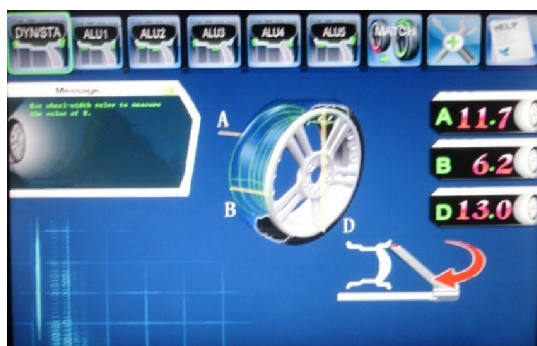 DYN/STA ALU1 ALU2 ALU3 ALU4 ALU5 MATCH HELP
Message
Use wheel-width ruler to measure
the value of B.
A
B
D
A 11.7
B 6.2
D 13.0